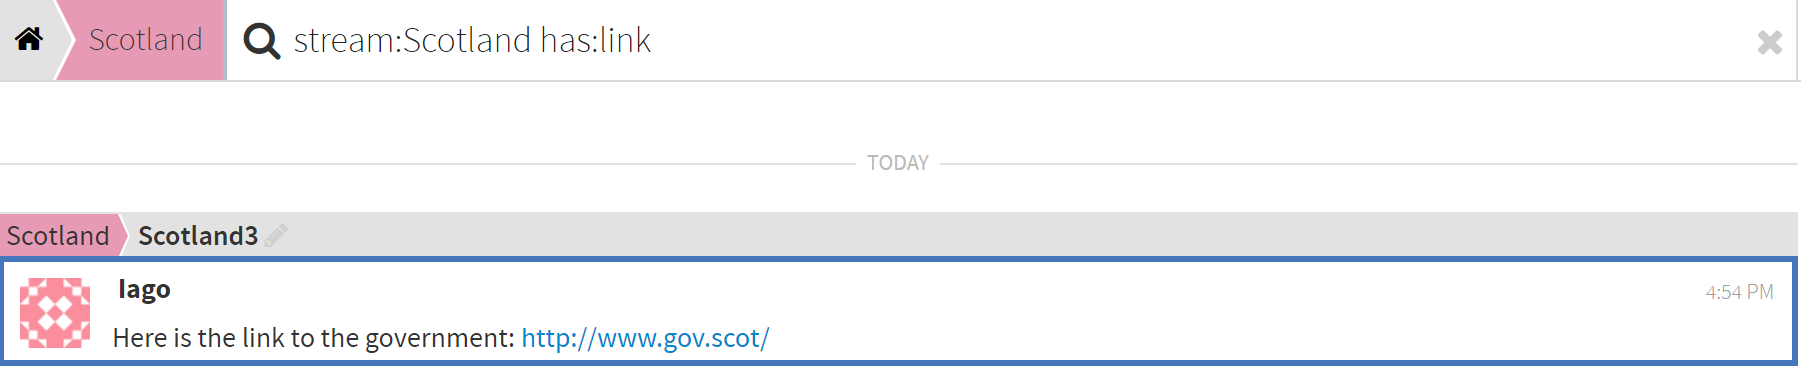 Scotland stream:Scotland has:link
TODAY
Scotland Scotland3
Iago 4:54 PM
Here is the link to the government: http://www.gov.scot/